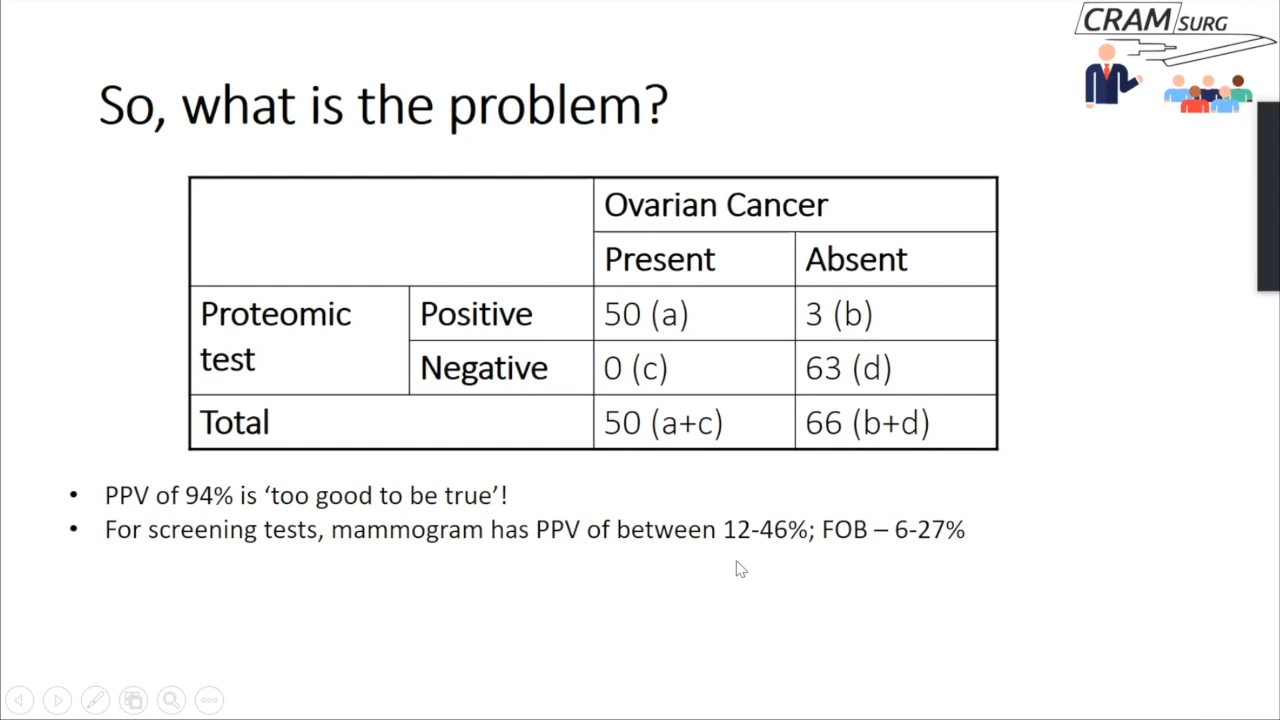 CRAM SURG
So, what is the problem?
Ovarian Cancer
Present Absent
Proteomic test Positive 50 (a) 3 (b)
Negative 0 (c) 63 (d)
Total 50 (a+c) 66 (b+d)
• PPV of 94% is ‘too good to be true’!
• For screening tests, mammogram has PPV of between 12-46%; FOB – 6-27%